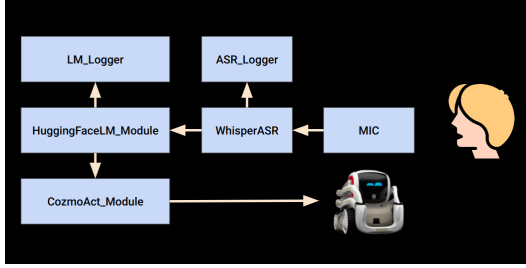 LM_Logger
ASR_Logger
HuggingFaceLM_Module
WhisperASR
MIC
CozmoAct_Module